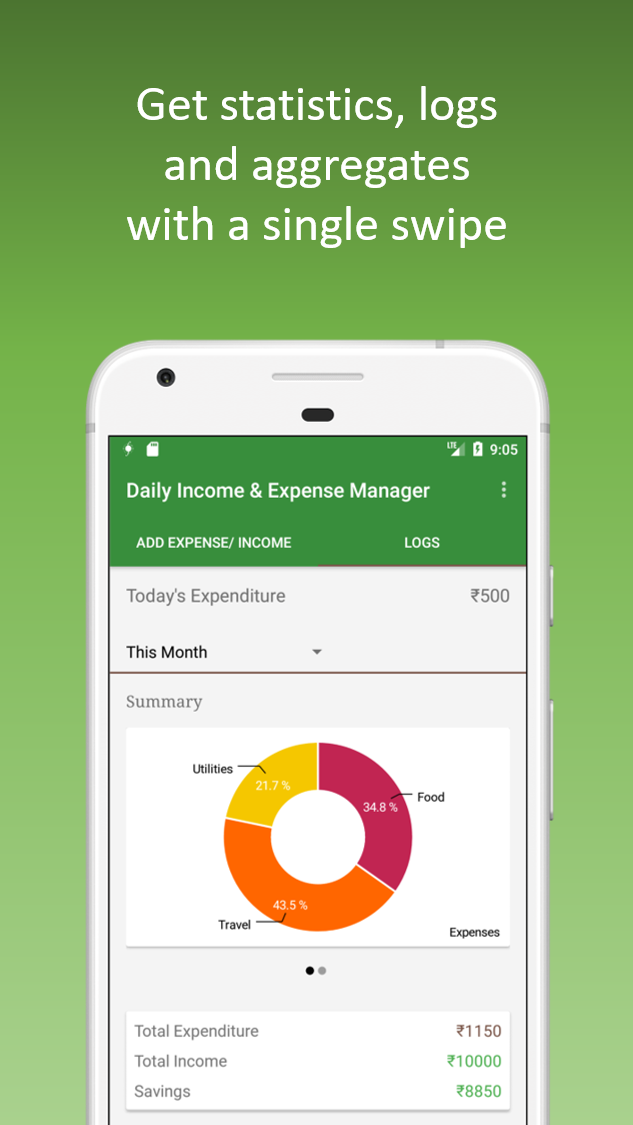 Get statistics, logs
and aggregates
with a single swipe
LTE 9:05
Daily Income & Expense Manager
ADD EXPENSE/ INCOME LOGS
Today's Expenditure ₹500
This Month
Summary
Utilities
21.7 %
Food
34.8 %
43.5 %
Travel
Expenses
Total Expenditure ₹1150
Total Income ₹10000
Savings ₹8850